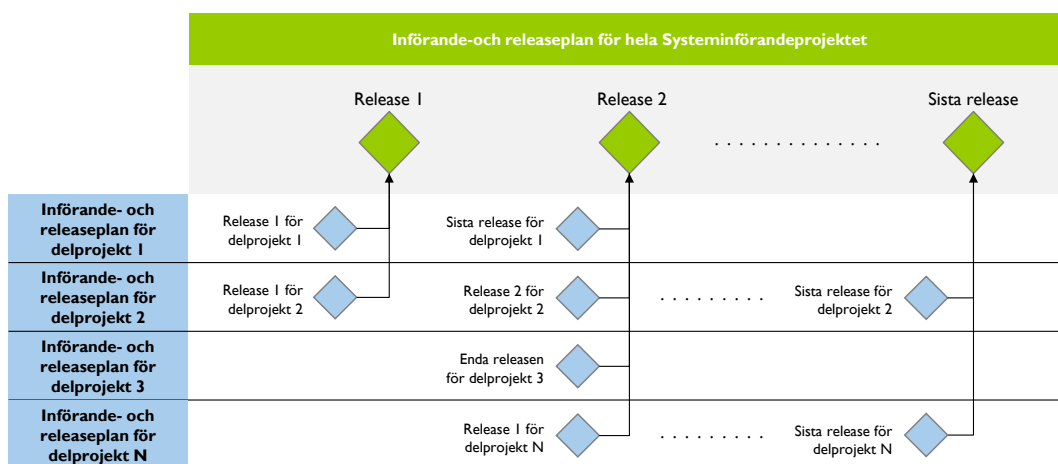 Införande-och releaseplan för hela Systeminförandeprojektet
Release 1
Release 2
Sista release
. . . . . . . . . . . . . .
Införande- och
releaseplan för
delprojekt 1
Release 1 för
delprojekt 1
Sista release för
delprojekt 1
Införande- och
releaseplan för
delprojekt 2
Release 1 för
delprojekt 2
Release 2 för
delprojekt 2
. . . . . . . . .
Sista release för
delprojekt 2
Införande- och
releaseplan för
delprojekt 3
Enda releasen
för delprojekt 3
Införande- och
releaseplan för
delprojekt N
Release 1 för
delprojekt N
. . . . . . . . .
Sista release för
delprojekt N